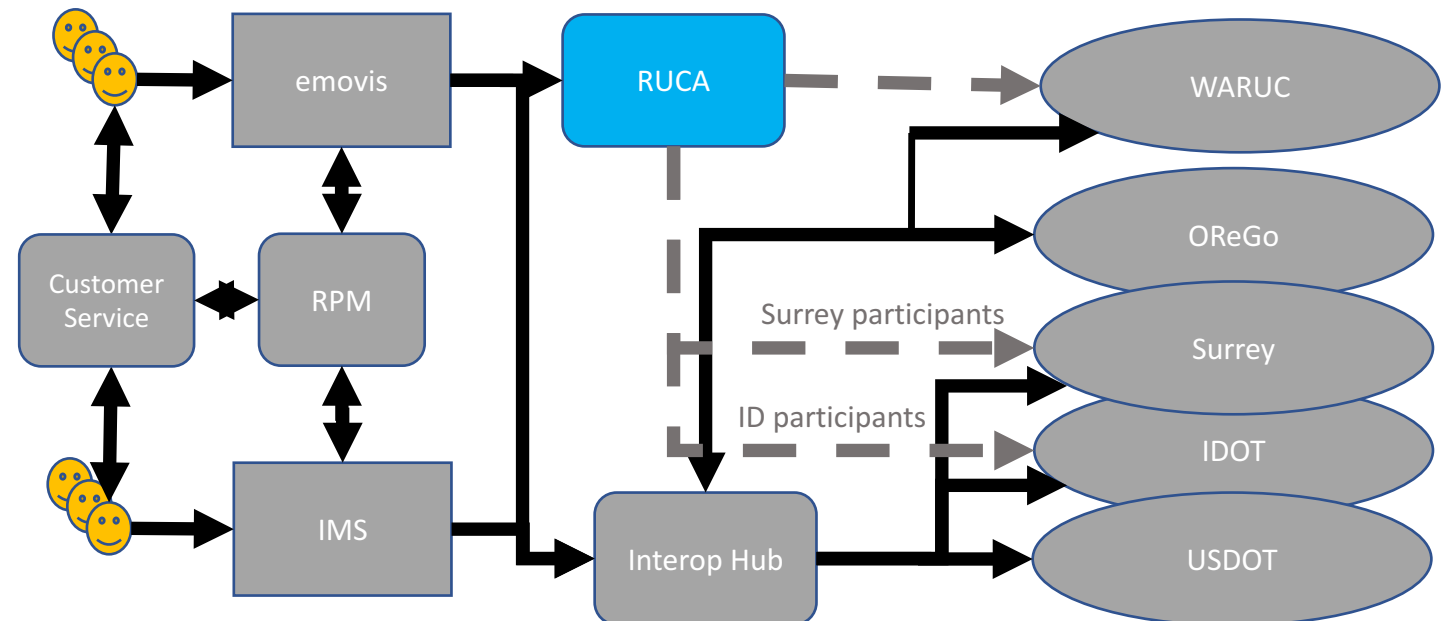 emovis
RUCA
WARUC
OReGo
Customer
Service
RPM
Surrey participants
Surrey
ID participants
IDOT
IMS
Interop Hub
USDOT